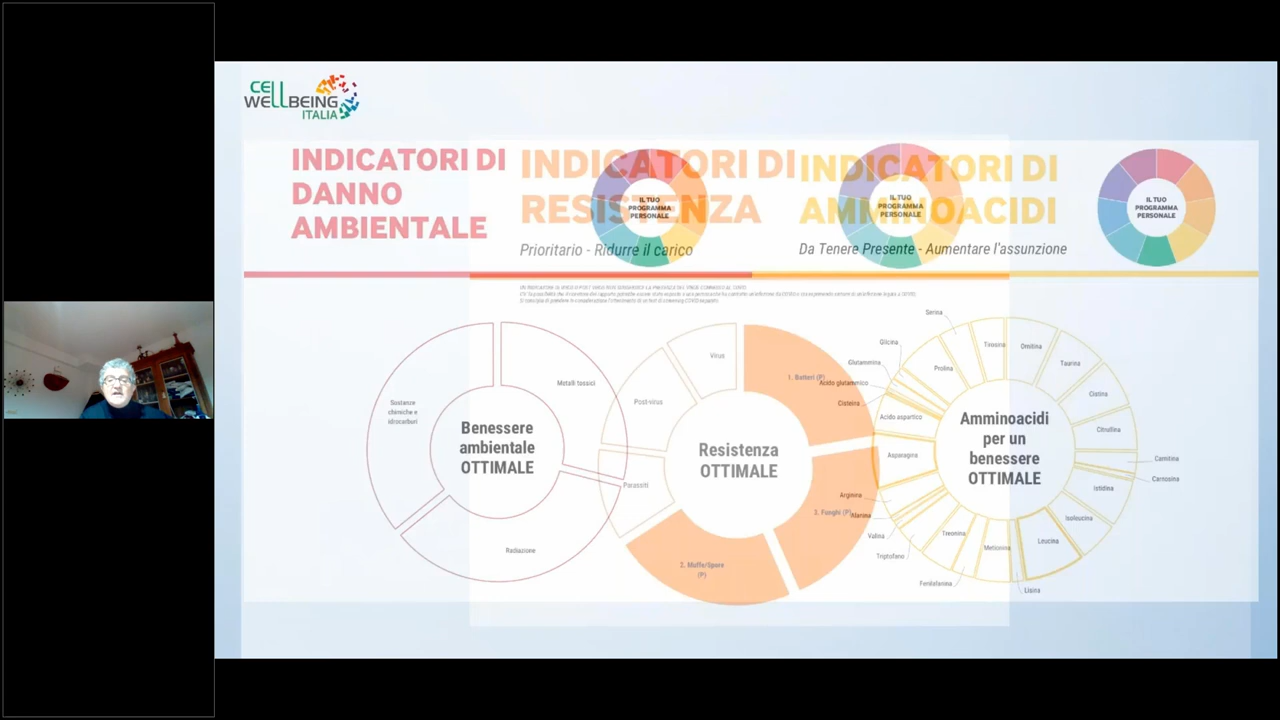 CELL
WELLBEING
ITALIA
INDICATORI DI
DANNO
AMBIENTALE
INDICATORI DI
RESISTENZA
Prioritario - Ridurre il carico
IL TUO
PROGRAMMA
PERSONALE
INDICATORI DI
AMMINOACIDI
Da Tenere Presente - Aumentare l'assunzione
IL TUO
PROGRAMMA
PERSONALE
IL TUO
PROGRAMMA
PERSONALE
Sostanze
chimiche e
idrocarburi
Metalli tossici
Radiazione
Benessere
ambientale
OTTIMALE
Virus
Post-virus
Parassiti
1. Batteri (P)
2. Muffe/Spore
(P)
3. Funghi (P)
Resistenza
OTTIMALE
Serina
Glicina
Glutammina
Acido glutammico
Cisteina
Prolina
Tirosina
Ornitina
Taurina
Cistina
Citrullina
Carnitina
Carnosina
Istidina
Isoleucina
Leucina
Lisina
Metionina
Fenilalanina
Treonina
Triptofano
Valina
Alanina
Arginina
Asparagina
Acido aspartico
Amminoacidi
per un
benessere
OTTIMALE